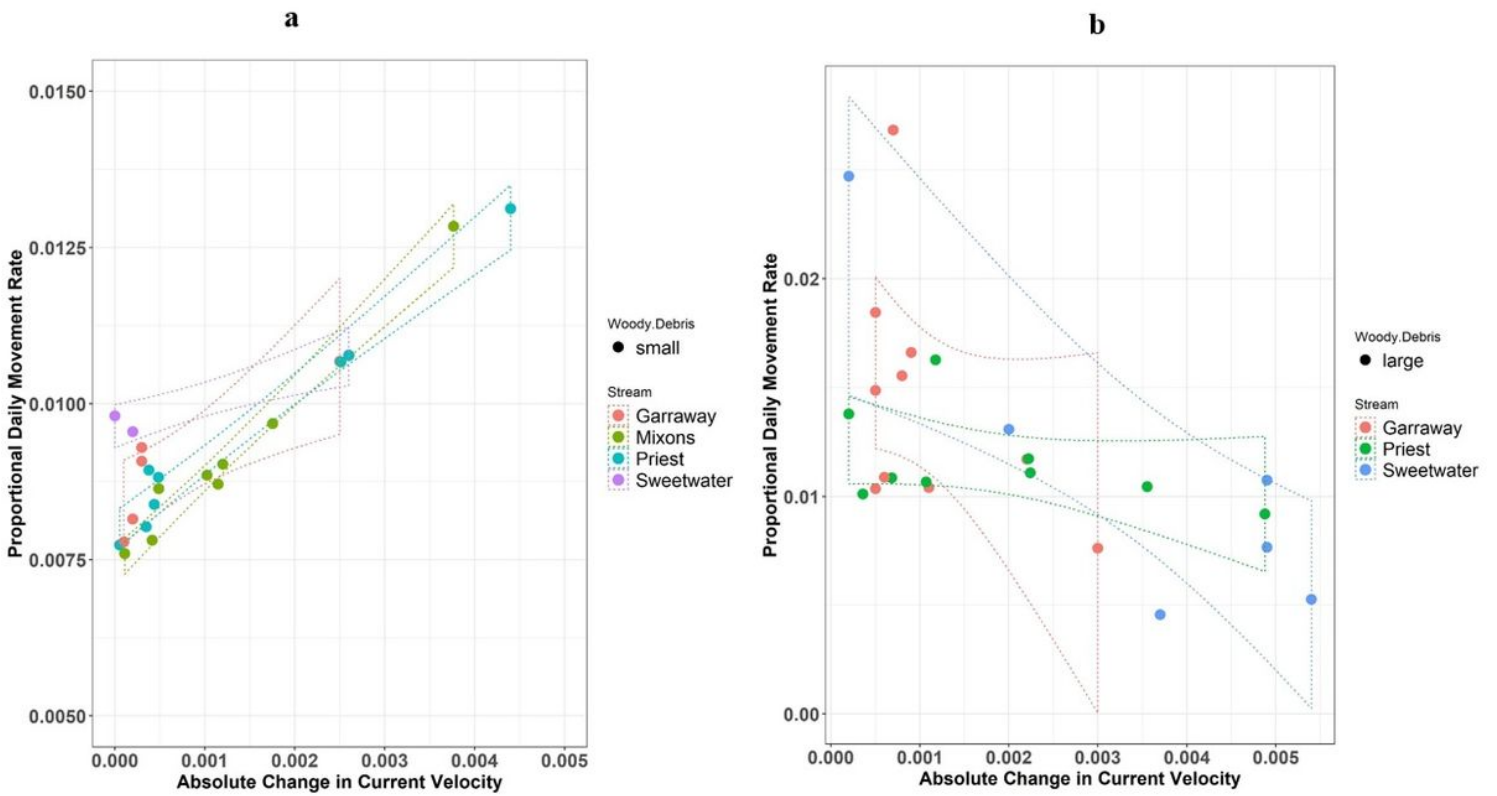 a
Proportional Daily Movement Rate
0.0150
0.0125
0.0100
0.0075
0.0050
0.000 0.001 0.002 0.003 0.004 0.005
Absolute Change in Current Velocity
Woody.Debris
small
Stream
Garraway
Mixons
Priest
Sweetwater
b
Proportional Daily Movement Rate
0.02
0.01
0.00
0.000 0.001 0.002 0.003 0.004 0.005
Absolute Change in Current Velocity
Woody.Debris
large
Stream
Garraway
Priest
Sweetwater